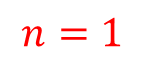 n = 1